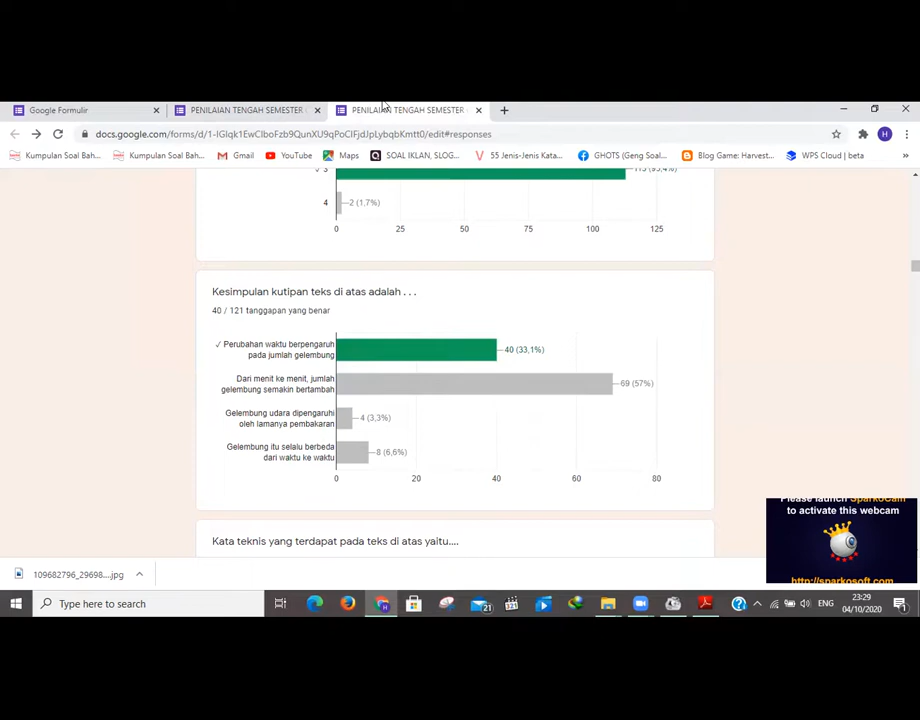 Google Formulir
PENILAIAN TENGAH SEMESTER
PENILAIAN TENGAH SEMESTER
docs.google.com/forms/d/1-IGlqk1EwClboFzb9QunXU9qPoCIFjdJpLybqbKmtt0/edit#responses
H
Kumpulan Soal Bah...
Kumpulan Soal Bah...
Gmail
YouTube
Maps
SOAL IKLAN, SLOG...
55 Jenis-Jenis Kata...
GHOTS (Geng Soal...
Blog Game: Harvest...
WPS Cloud | beta
3
4
2 (1,7%)
0 25 50 75 100 125
Kesimpulan kutipan teks di atas adalah . . .
40 / 121 tanggapan yang benar
✓ Perubahan waktu berpengaruh
pada jumlah gelembung
40 (33,1%)
Dari menit ke menit, jumlah
gelembung semakin bertambah
69 (57%)
Gelembung udara dipengaruhi
oleh lamanya pembakaran
4 (3,3%)
Gelembung itu selalu berbeda
dari waktu ke waktu
8 (6,6%)
0 20 40 60 80
Please launch SparkoCam
to activate this webcam
http://sparkosoft.com
Kata teknis yang terdapat pada teks di atas yaitu....
109682796_29698....jpg
Type here to search
21
ENG
23:29
04/10/2020
1